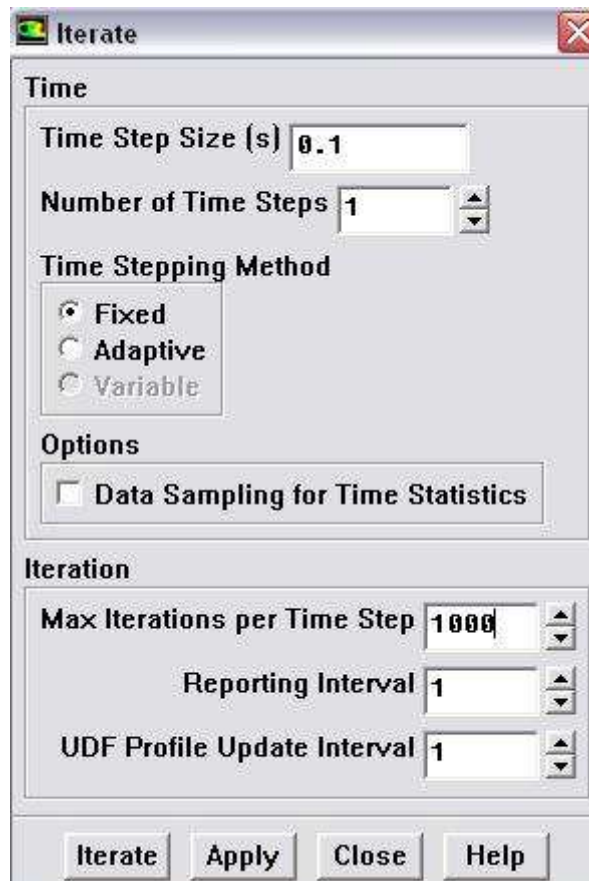 Iterate
Time
Time Step Size (s) 0.1
Number of Time Steps 1
Time Stepping Method
Fixed
Adaptive
Variable
Options
Data Sampling for Time Statistics
Iteration
Max Iterations per Time Step 1000
Reporting Interval 1
UDF Profile Update Interval 1
Iterate Apply Close Help